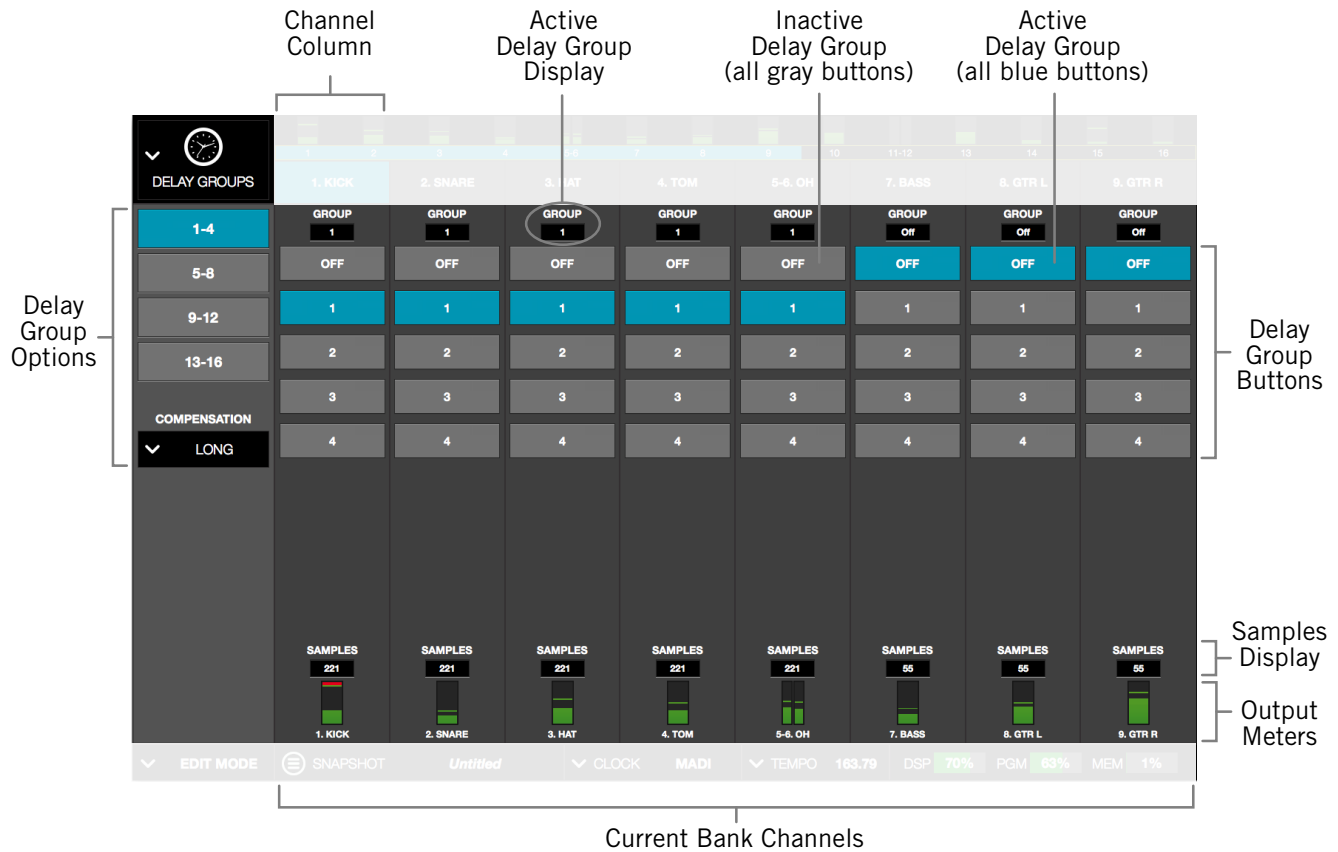 Channel
Column
Active
Delay Group
Display
Inactive
Delay Group
(all gray buttons)
Active
Delay Group
(all blue buttons)
DELAY GROUPS
1 2 3 4 5-6 7 8 9 10 11-12 13 14 15 16
1. KICK 2. SNARE 3. HAT 4. TOM 5-6. OH 7. BASS 8. GTR L 9. GTR R
Delay
Group
Options
1-4
5-8
9-12
13-16
COMPENSATION
LONG
GROUP GROUP GROUP GROUP GROUP GROUP GROUP GROUP
1 1 1 1 1 Off Off Off
OFF OFF OFF OFF OFF OFF OFF OFF
1 1 1 1 1 1 1 1
2 2 2 2 2 2 2 2
3 3 3 3 3 3 3 3
4 4 4 4 4 4 4 4
Delay
Group
Buttons
SAMPLES SAMPLES SAMPLES SAMPLES SAMPLES SAMPLES SAMPLES SAMPLES
221 221 221 221 221 55 55 55
Samples
Display
1. KICK 2. SNARE 3. HAT 4. TOM 5-6. OH 7. BASS 8. GTR L 9. GTR R
Output
Meters
EDIT MODE SNAPSHOT Untitled CLOCK MADI TEMPO 163.79 DSP 70% PGM 63% MEM 1%
Current Bank Channels